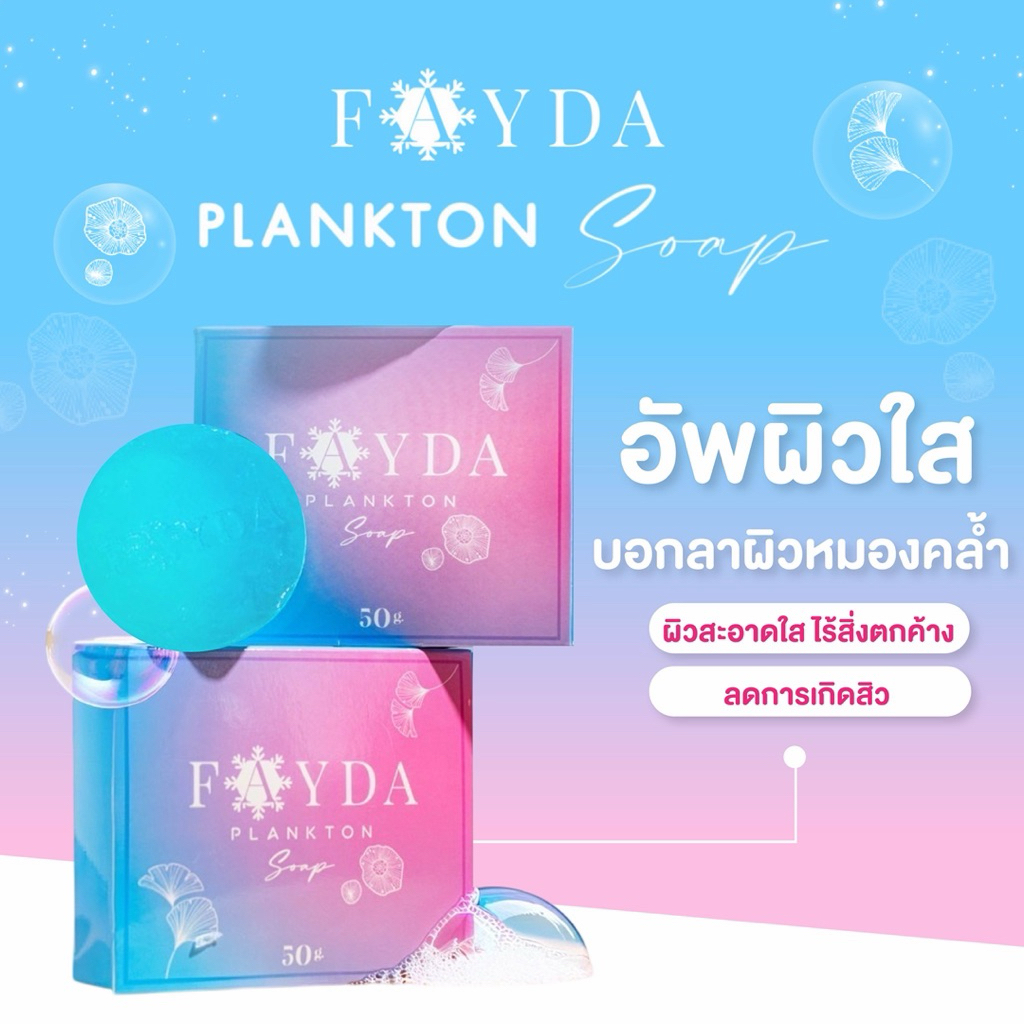 FAYDA
PLANKTON Soap
FAYDA
PLANKTON
Soap
50g
อัพผิวใส
บอกลาผิวหมองคล้ำ
ผิวสะอาดใส ไร้สิ่งตกค้าง
ลดการเกิดสิว
FAYDA
PLANKTON
Soap
50g